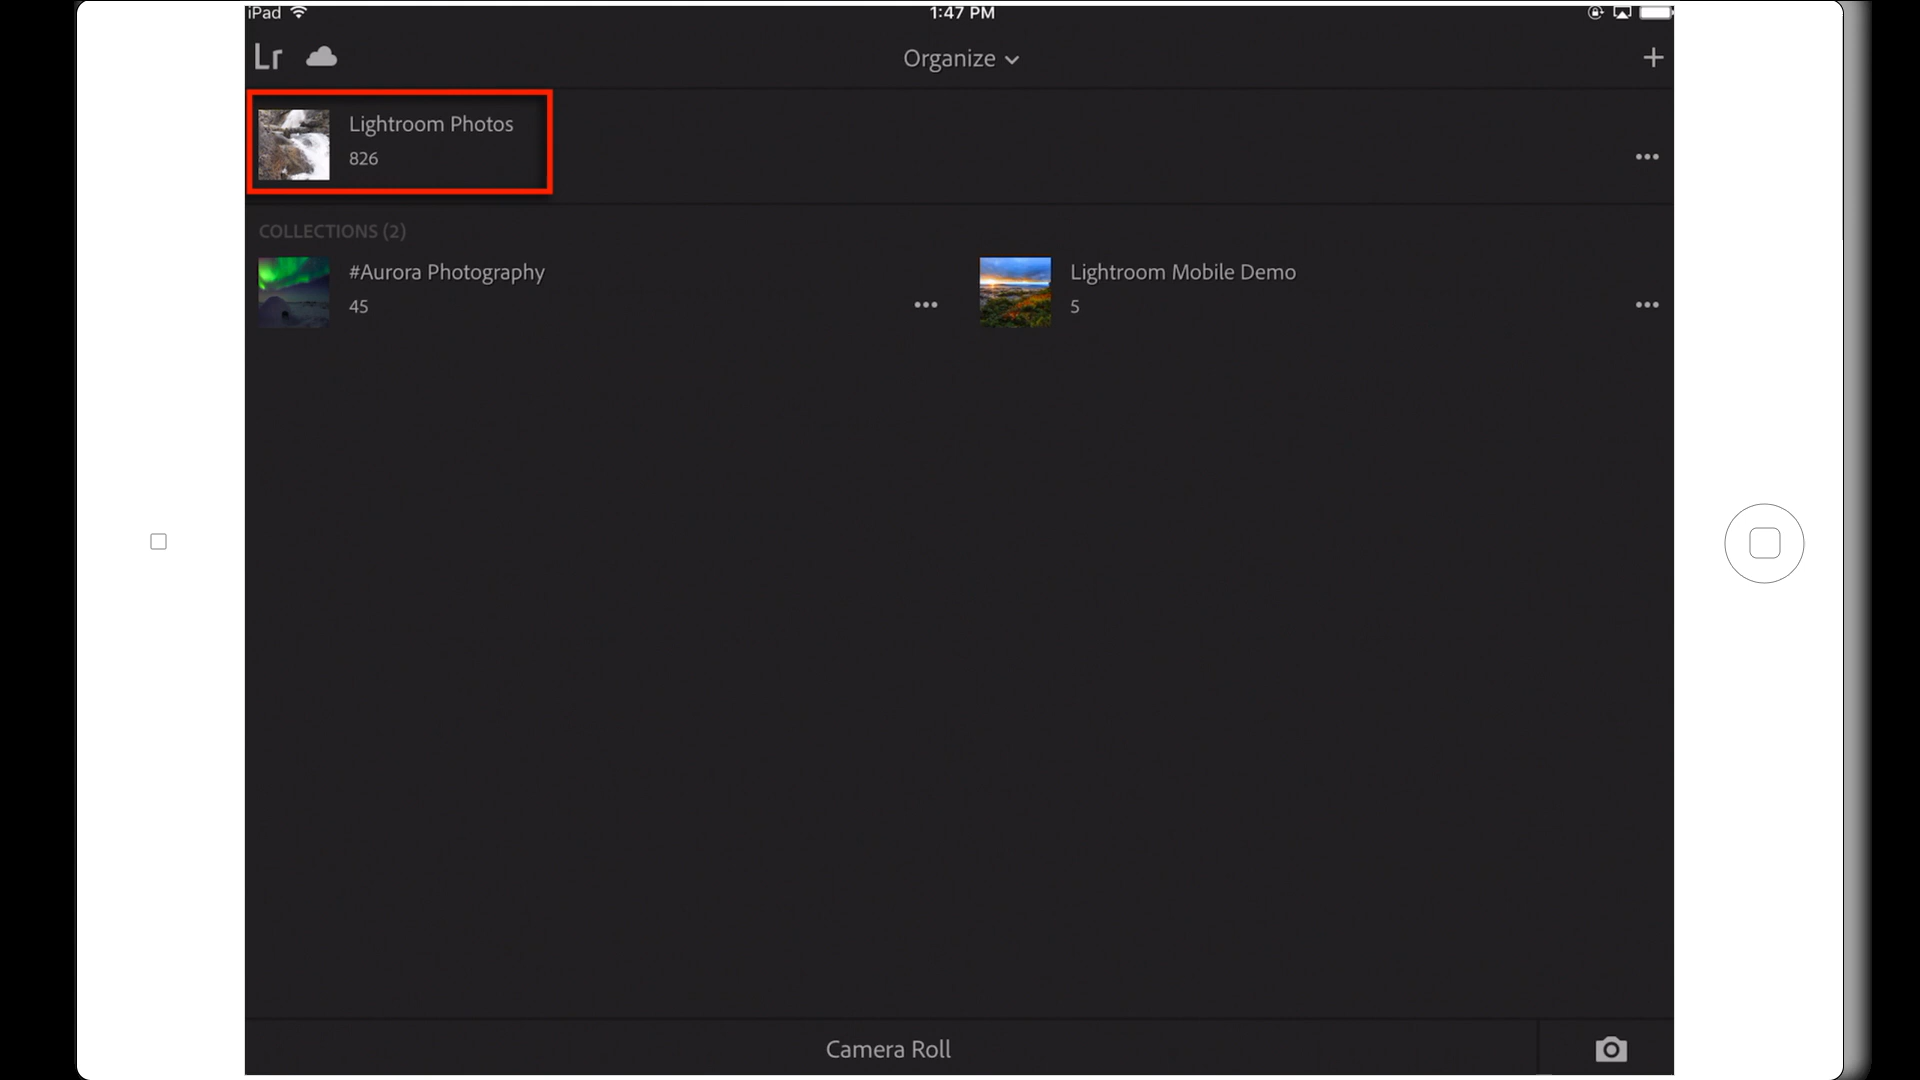 iPad
1:47 PM
Lr
Organize
Lightroom Photos
826
COLLECTIONS (2)
#Aurora Photography
45
Lightroom Mobile Demo
5
Camera Roll